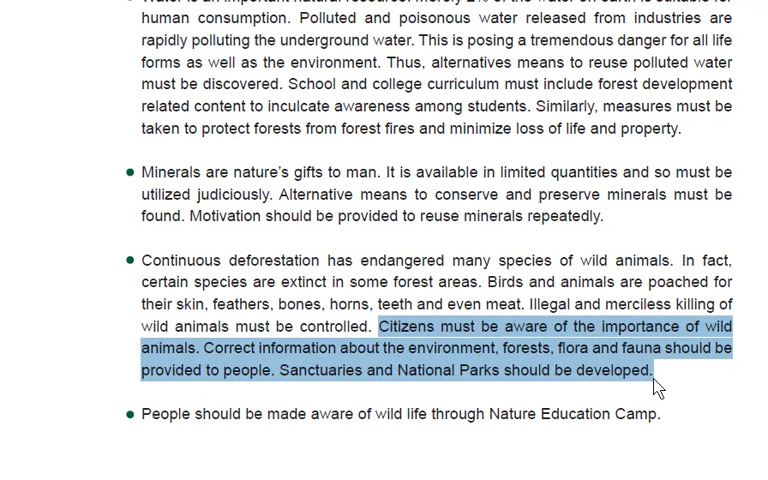 human consumption. Polluted and poisonous water released from industries are
rapidly polluting the underground water. This is posing a tremendous danger for all life
forms as well as the environment. Thus, alternatives means to reuse polluted water
must be discovered. School and college curriculum must include forest development
related content to inculcate awareness among students. Similarly, measures must be
taken to protect forests from forest fires and minimize loss of life and property.
Minerals are nature's gifts to man. It is available in limited quantities and so must be
utilized judiciously. Alternative means to conserve and preserve minerals must be
found. Motivation should be provided to reuse minerals repeatedly.
Continuous deforestation has endangered many species of wild animals. In fact,
certain species are extinct in some forest areas. Birds and animals are poached for
their skin, feathers, bones, horns, teeth and even meat. Illegal and merciless killing of
wild animals must be controlled. Citizens must be aware of the importance of wild
animals. Correct information about the environment, forests, flora and fauna should be
provided to people. Sanctuaries and National Parks should be developed.
People should be made aware of wild life through Nature Education Camp.